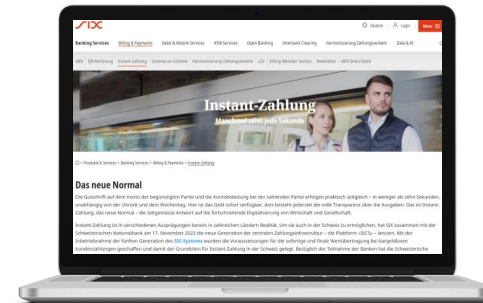 SIX
Deutsch Login Menu
Banking Services Billing & Payments Debit & Mobile Services ATM Services Open Banking Interbank Clearing Harmonisierung Zahlungsverkehr Data &
eBill QR-Rechnung Instant-Zahlung Scheme-on-Scheme Harmonisierung Zahlungsverkehr LSV Billing Member Section Newsletter eBill Direct Debit
Instant-Zahlung
Manchmal zählt jede Sekunde
> Produkte & Services > Banking Services > Billing & Payments > Instant-Zahlung
Das neue Normal
Die Gutschrift auf dem Konto der begünstigten Partei und die Kontobelastung bei der zahlenden Partei erfolgen praktisch zeitgleich – in weniger als zehn Sekunden,
unabhängig von der Uhrzeit und dem Wochentag. Hier ist das Geld sofort verfügbar, dort besteht jederzeit die volle Transparenz über die Ausgaben. Das ist Instant-
Zahlung, das neue Normal – die zeitgemässe Antwort auf die fortschreitende Digitalisierung von Wirtschaft und Gesellschaft.
Instant-Zahlung ist in verschiedenen Ausprägungen bereits in zahlreichen Ländern Realität. Um sie auch in der Schweiz zu ermöglichen, hat SIX zusammen mit der
Schweizerischen Nationalbank am 17. November 2023 die neue Generation der zentralen Zahlungsinfrastruktur – die Plattform «SIC5» – lanciert. Mit der
Inbetriebnahme der fünften Generation des SIC-Systems wurden die Voraussetzungen für die sofortige und finale Wertübertragung bei bargeldlosen
Kundenzahlungen geschaffen und damit der Grundstein für Instant-Zahlung in der Schweiz gelegt. Bezüglich der Teilnahme der Banken hat die Schweizerische